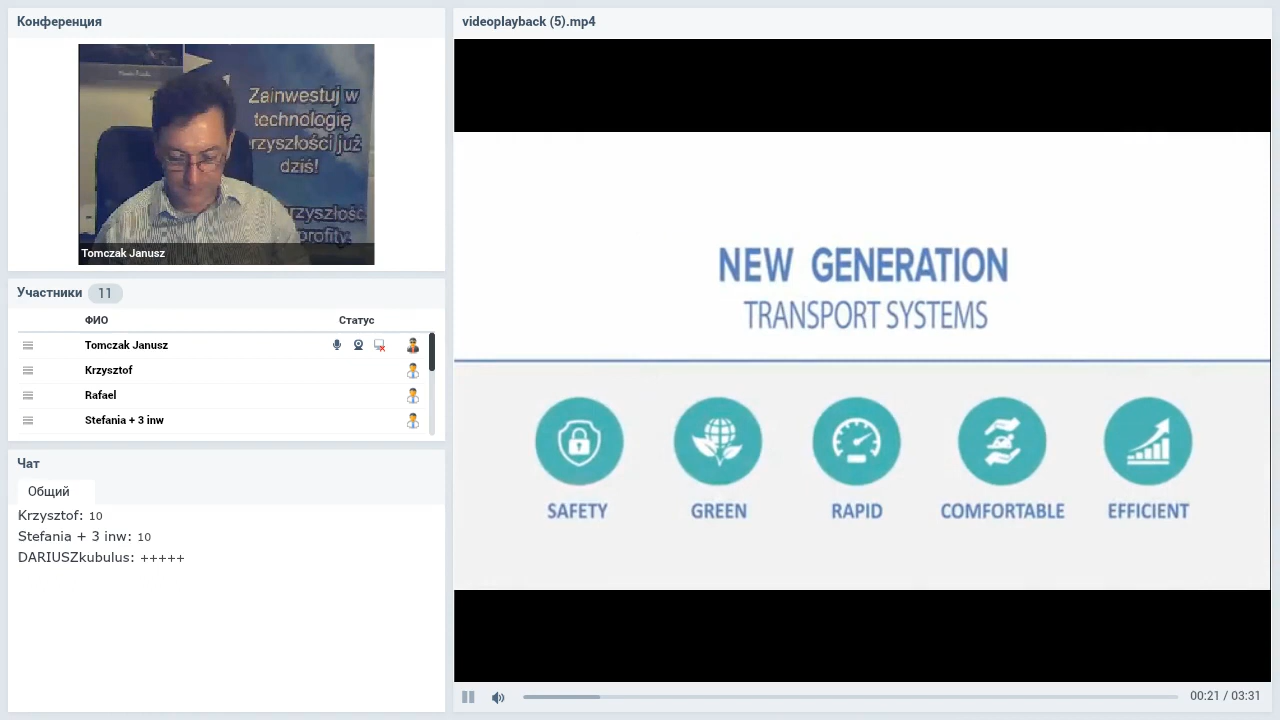 Конференция
Zainwestuj w
technologię
rzyszłości już
dziś!
rzyszłość
profity.
Tomczak Janusz
Участники 11
ФИО Статус
Tomczak Janusz
Krzysztof
Rafael
Stefania + 3 inw
Чат
Общий
Krzysztof: 10
Stefania + 3 inw: 10
DARIUSZkubulus: +++++
videoplayback (5).mp4
NEW GENERATION
TRANSPORT SYSTEMS
SAFETY GREEN RAPID COMFORTABLE EFFICIENT
00:21 / 03:31